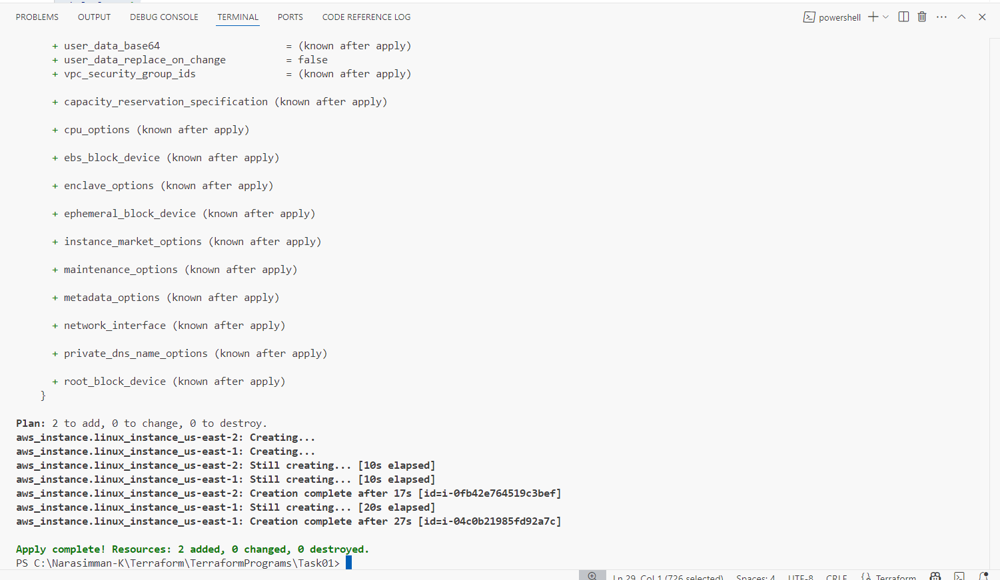 PROBLEMS OUTPUT DEBUG CONSOLE TERMINAL PORTS CODE REFERENCE LOG powershell
+ user_data_base64 = (known after apply)
+ user_data_replace_on_change = false
+ vpc_security_group_ids = (known after apply)
+ capacity_reservation_specification (known after apply)
+ cpu_options (known after apply)
+ ebs_block_device (known after apply)
+ enclave_options (known after apply)
+ ephemeral_block_device (known after apply)
+ instance_market_options (known after apply)
+ maintenance_options (known after apply)
+ metadata_options (known after apply)
+ network_interface (known after apply)
+ private_dns_name_options (known after apply)
+ root_block_device (known after apply)
}
Plan: 2 to add, 0 to change, 0 to destroy.
aws_instance.linux_instance_us-east-2: Creating...
aws_instance.linux_instance_us-east-1: Creating...
aws_instance.linux_instance_us-east-2: Still creating... [10s elapsed]
aws_instance.linux_instance_us-east-1: Still creating... [10s elapsed]
aws_instance.linux_instance_us-east-2: Creation complete after 17s [id=i-0fb42e764519c3bef]
aws_instance.linux_instance_us-east-1: Still creating... [20s elapsed]
aws_instance.linux_instance_us-east-1: Creation complete after 27s [id=i-04c0b21985fd92a7c]
Apply complete! Resources: 2 added, 0 changed, 0 destroyed.
PS C:\Narasimman-K\Terraform\TerraformPrograms\Task01>
Ln 29, Col 1 (726 selected) Spaces: 4 UTF-8 CRLF {} Terraform